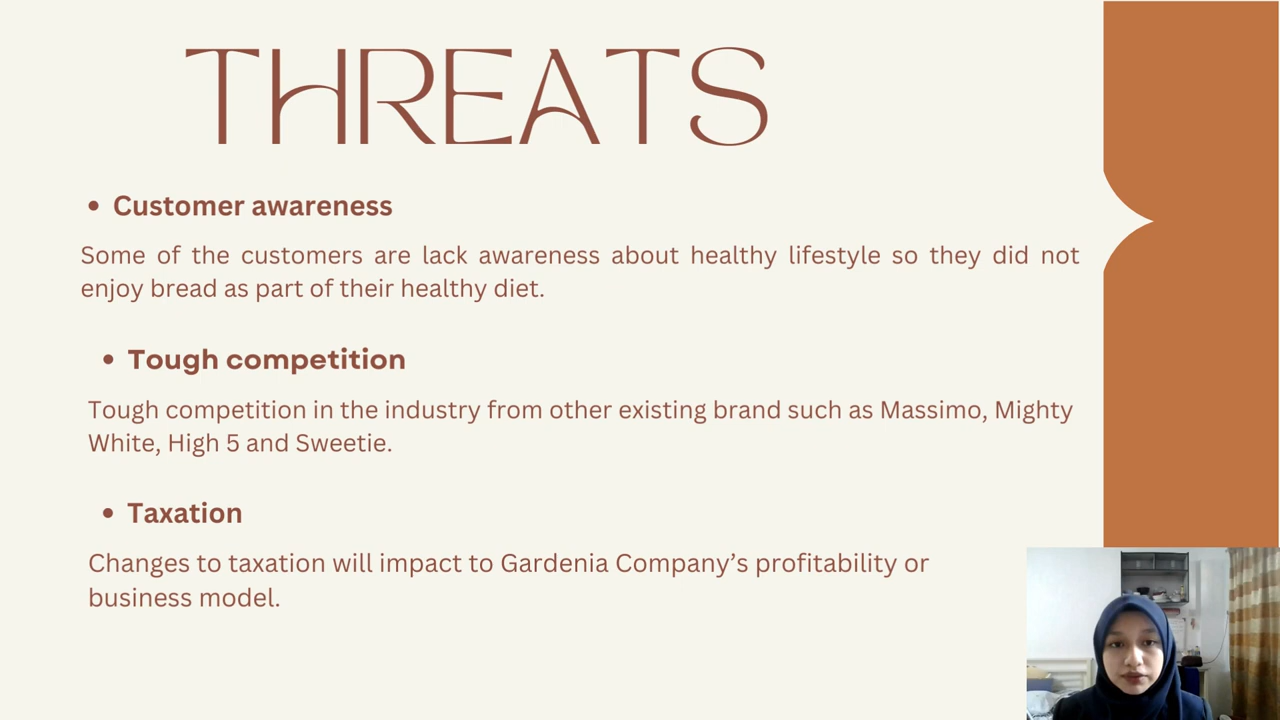 THREATS
• Customer awareness
Some of the customers are lack awareness about healthy lifestyle so they did not
enjoy bread as part of their healthy diet.
• Tough competition
Tough competition in the industry from other existing brand such as Massimo, Mighty
White, High 5 and Sweetie.
• Taxation
Changes to taxation will impact to Gardenia Company’s profitability or
business model.